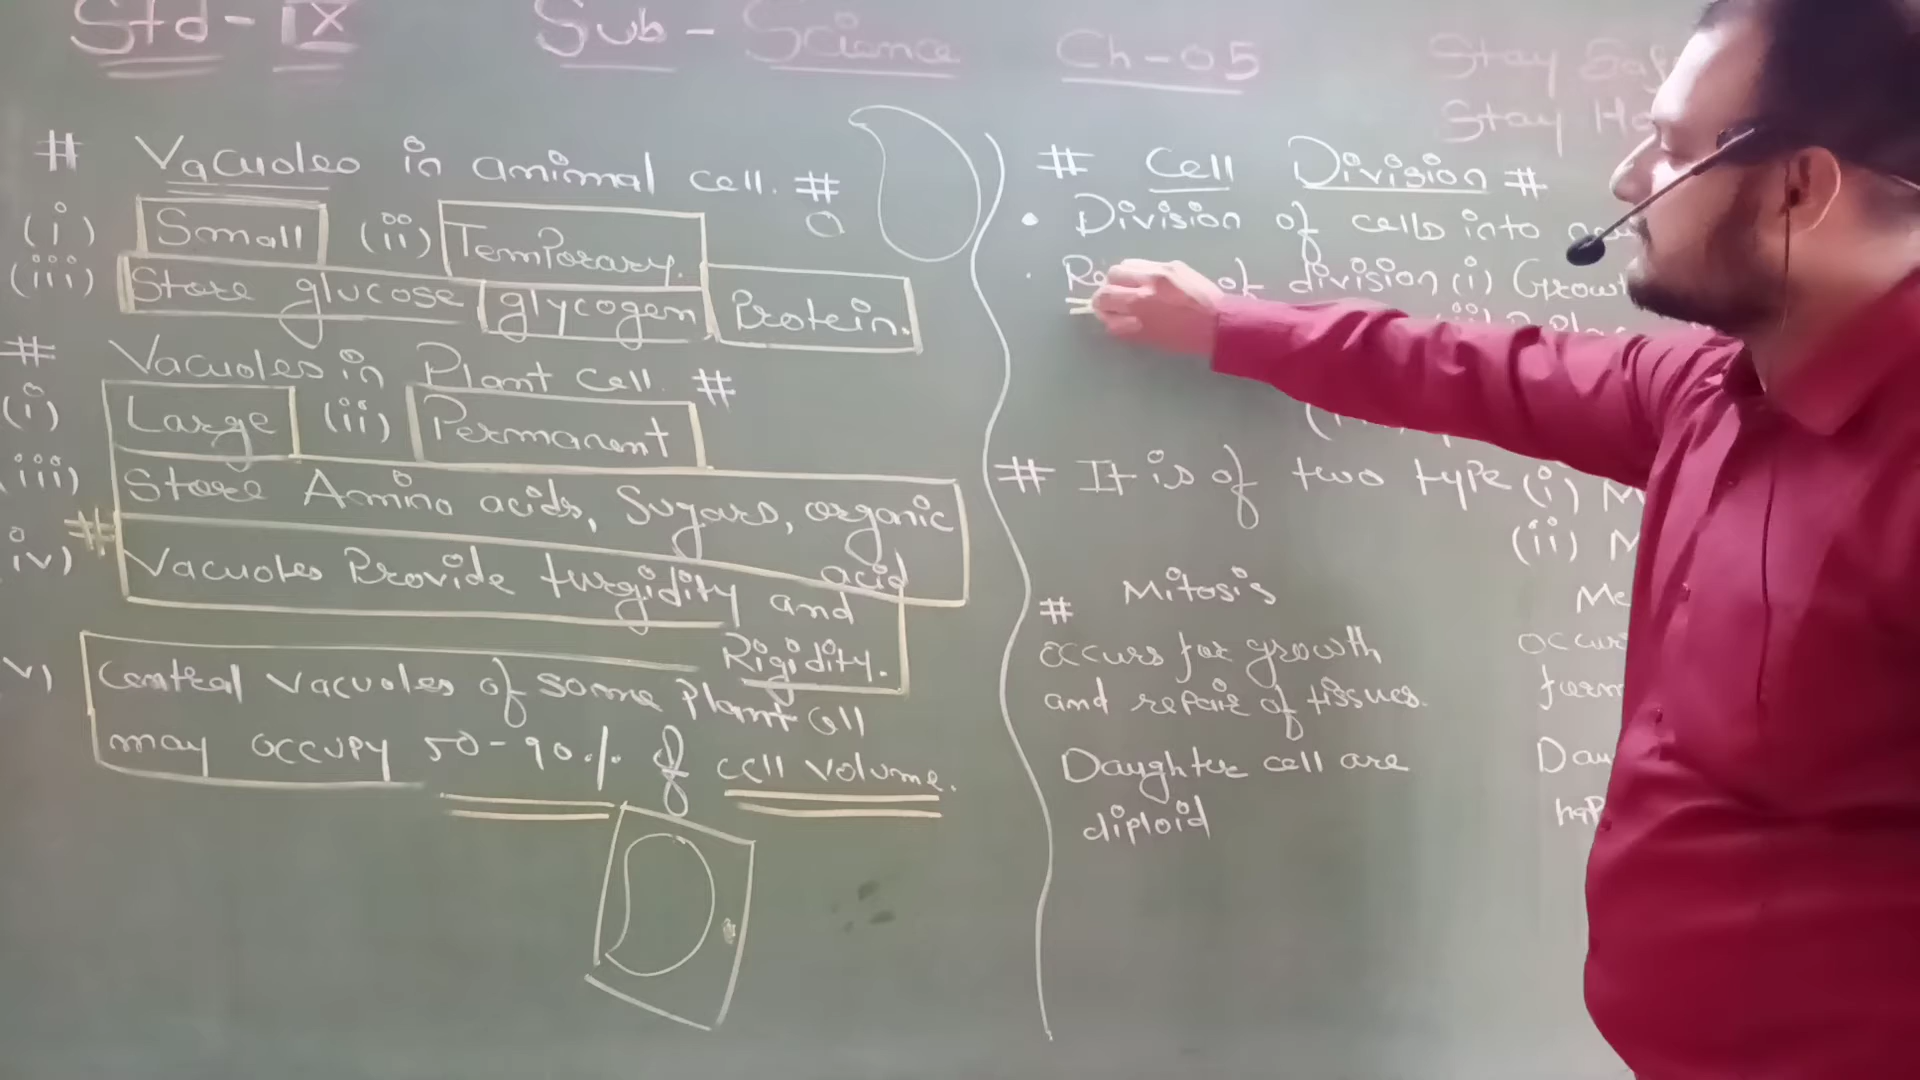 Std - IX Sub - Science Ch - 05
Stay
Stay
# Vacuoles in animal cell. #
(i) Small (ii) Temporary.
(iii) Store glucose glycogen Protein.
# Vacuoles in Plant Cell. #
(i) Large (ii) Permanent
(iii) Store Amino acids, Sugars, organic
acid
# iv) Vacuoles Provide turgidity and
Rigidity.
v) Central vacuoles of some Plant Cell
may occupy 50-90% of cell volume.
# Cell Division #
• Division of cells into
• of division (i)
# It is of two type (i) M
(ii) M
# Mitosis
occurs for growth
and repair of tissues.
Daughter cell are
diploid
Me
occurs
form
Dau
hap